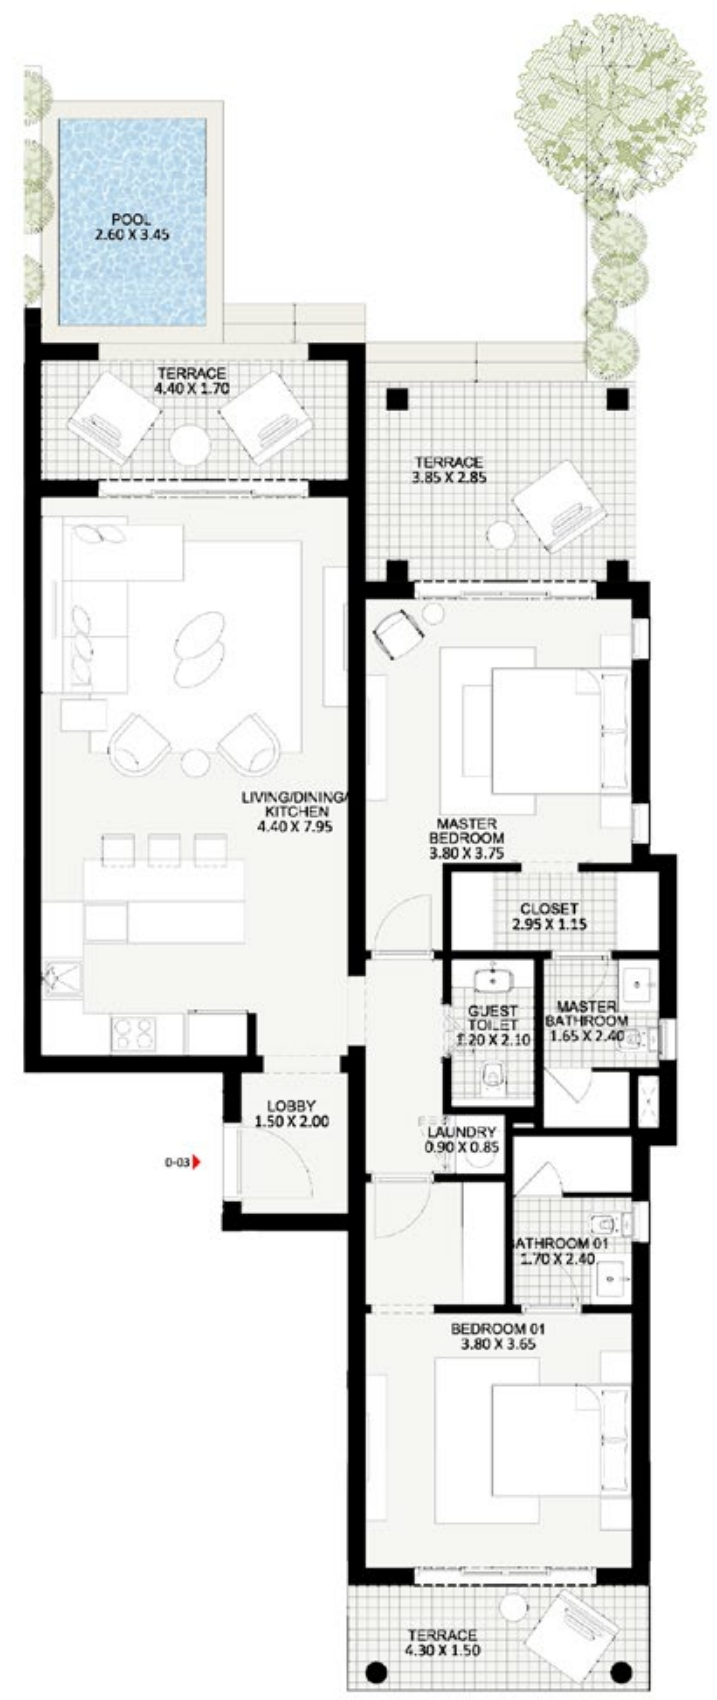 POOL
2.60 X 3.45
TERRACE
4.40 X 1.70
TERRACE
3.85 X 2.85
LIVING/DINING/
KITCHEN
4.40 X 7.95
MASTER
BEDROOM
3.80 X 3.75
CLOSET
2.95 X 1.15
GUEST
TOILET
1.20 X 2.10
MASTER
BATHROOM
1.65 X 2.40
LOBBY
1.50 X 2.00
LAUNDRY
0.90 X 0.85
0-03
BATHROOM 01
1.70 X 2.40
BEDROOM 01
3.80 X 3.65
TERRACE
4.30 X 1.50